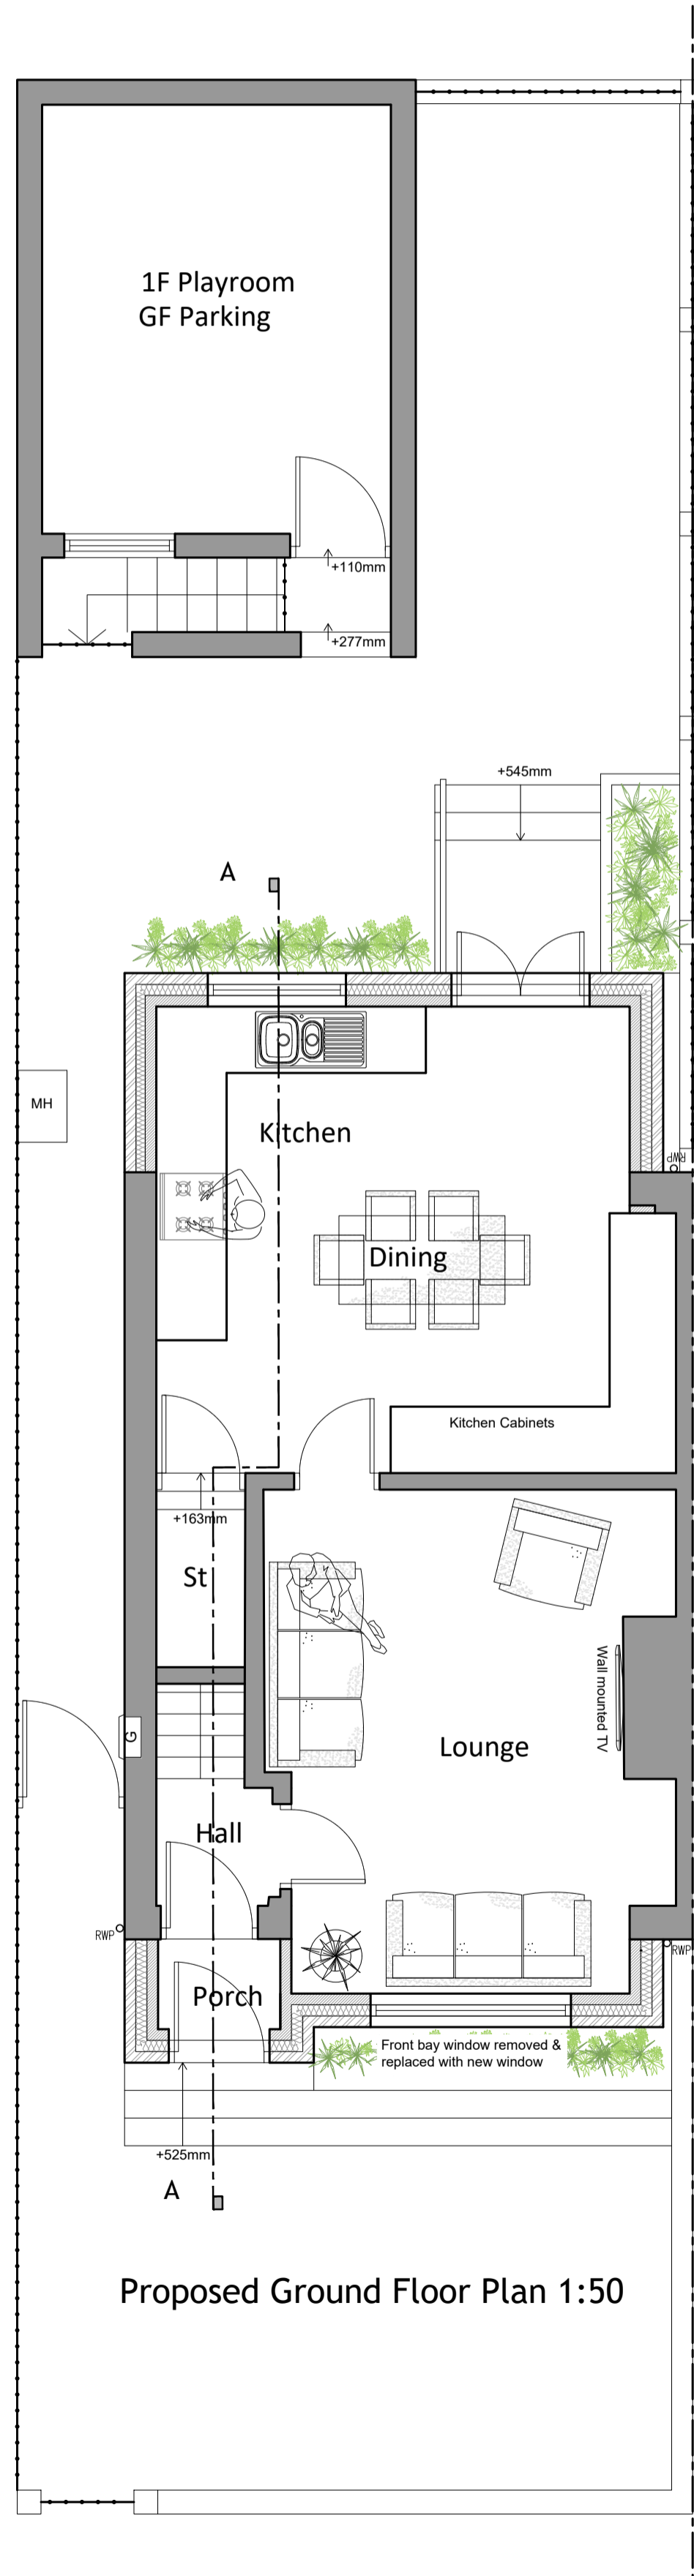 1F Playroom
GF Parking
+110mm
+277mm
+545mm
A
MH
Kitchen
RWP
Dining
Kitchen Cabinets
+163mm
St
Wall mounted TV
G
Lounge
Hall
RWP
RWP
Porch
Front bay window removed &
replaced with new window
+525mm
A
Proposed Ground Floor Plan 1:50